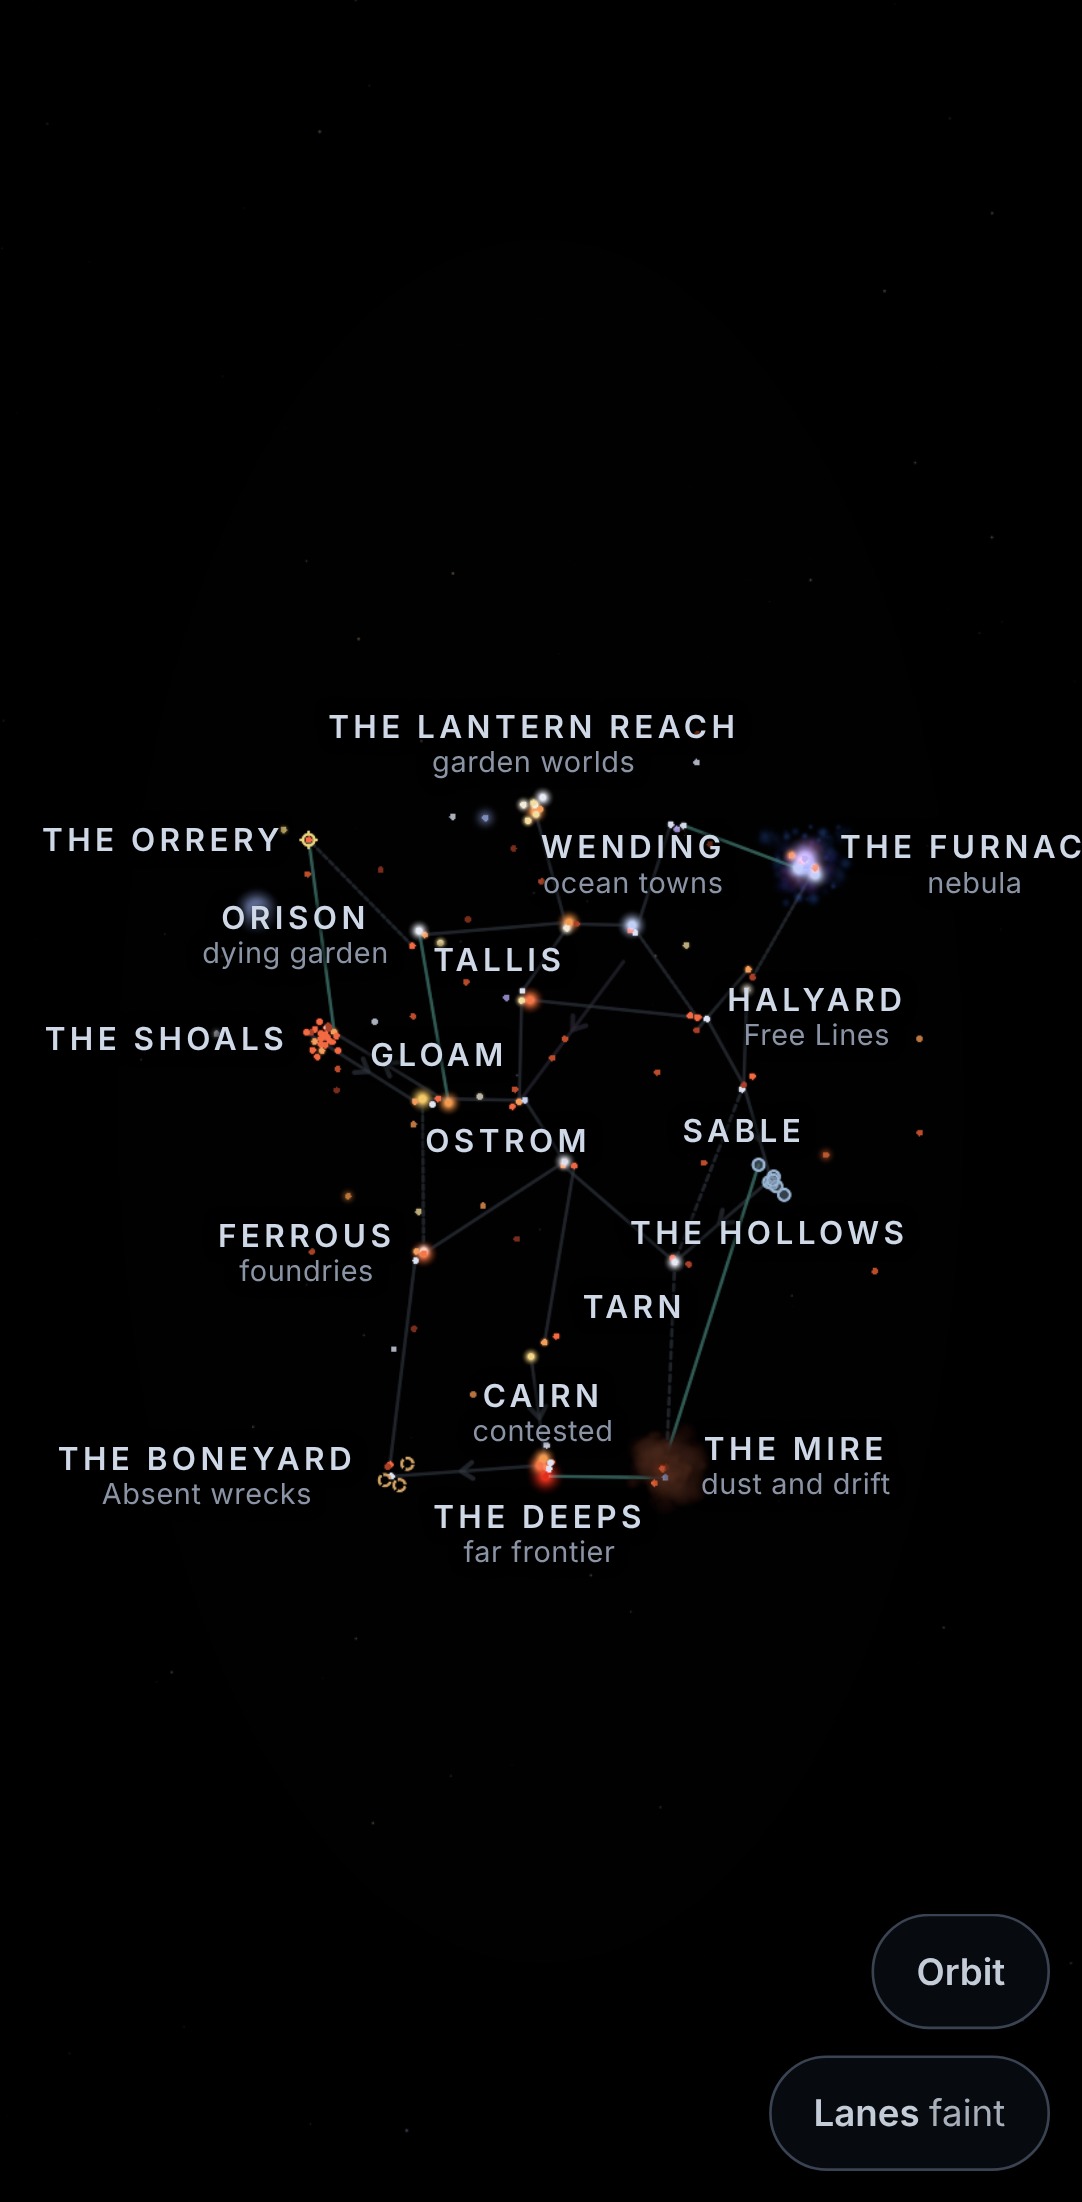 THE LANTERN REACH
garden worlds
THE ORRERY
WENDING
ocean towns
THE FURNAC
nebula
ORISON
dying garden
TALLIS
HALYARD
Free Lines
THE SHOALS
GLOAM
OSTROM
SABLE
FERROUS
foundries
THE HOLLOWS
TARN
CAIRN
contested
THE BONEYARD
Absent wrecks
THE MIRE
dust and drift
THE DEEPS
far frontier
Orbit
Lanes faint